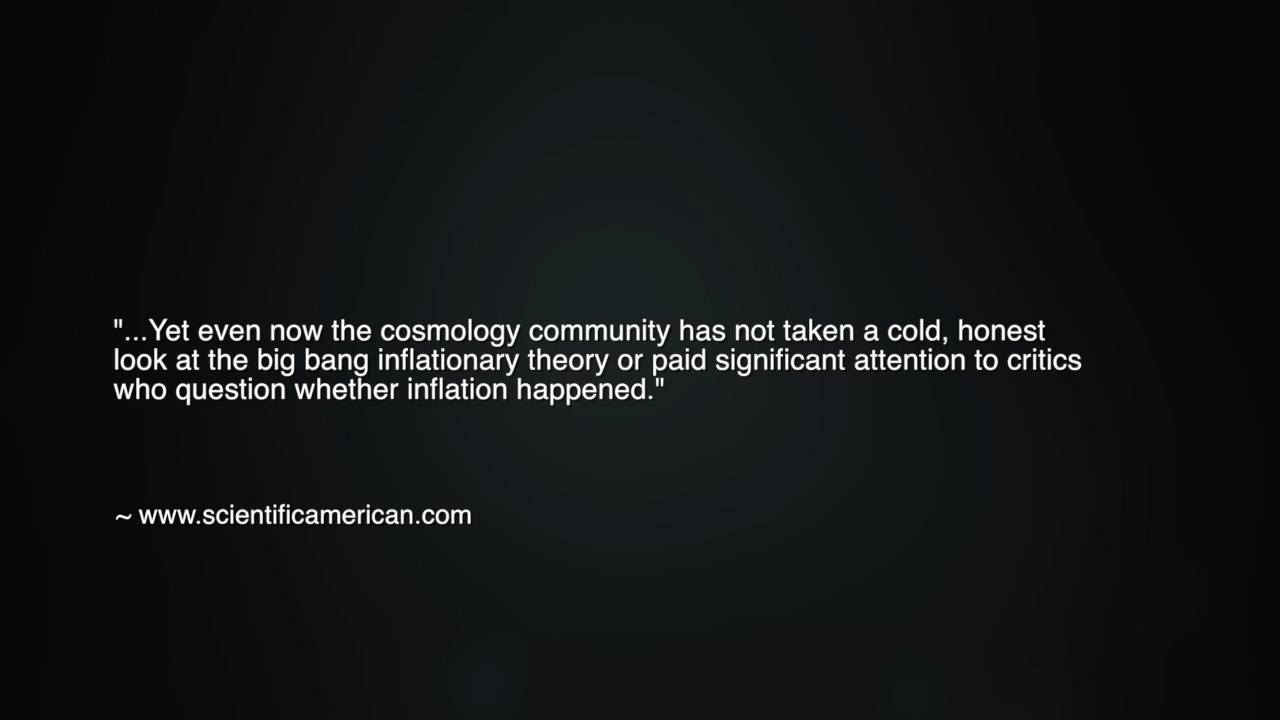 "...Yet even now the cosmology community has not taken a cold, honest
look at the big bang inflationary theory or paid significant attention to critics
who question whether inflation happened."
~ www.scientificamerican.com